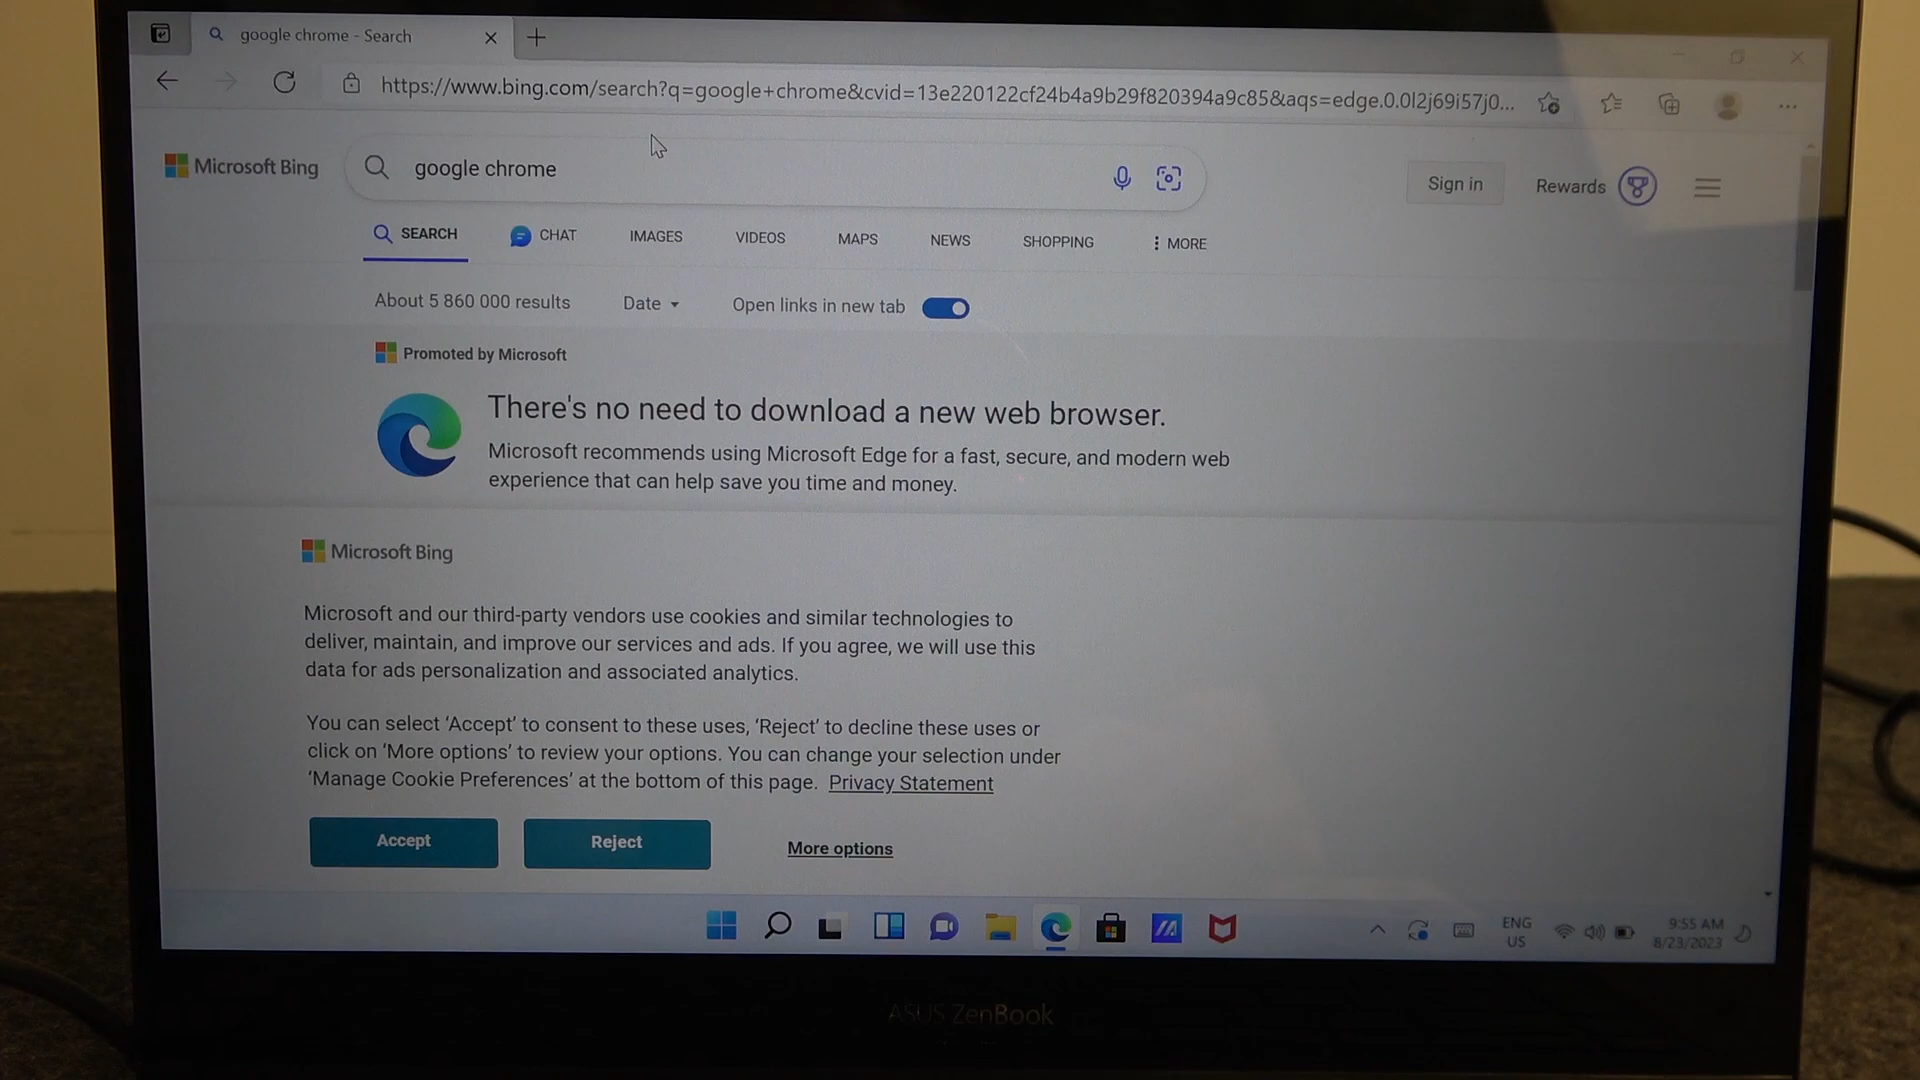 google chrome - Search
https://www.bing.com/search?q=google+chrome&cvid=13e220122cf24b4a9b29f820394a9c85&aqs=edge.0.0l2j69i57j0...
Microsoft Bing
google chrome
Sign in
Rewards
SEARCH
CHAT
IMAGES
VIDEOS
MAPS
NEWS
SHOPPING
MORE
About 5 860 000 results
Date
Open links in new tab
Promoted by Microsoft
There's no need to download a new web browser.
Microsoft recommends using Microsoft Edge for a fast, secure, and modern web
experience that can help save you time and money.
Microsoft Bing
Microsoft and our third-party vendors use cookies and similar technologies to
deliver, maintain, and improve our services and ads. If you agree, we will use this
data for ads personalization and associated analytics.
You can select ‘Accept’ to consent to these uses, ‘Reject’ to decline these uses or
click on ‘More options’ to review your options. You can change your selection under
‘Manage Cookie Preferences’ at the bottom of this page. Privacy Statement
Accept
Reject
More options
ENG
US
9:55 AM
8/23/2023
ASUS ZenBook